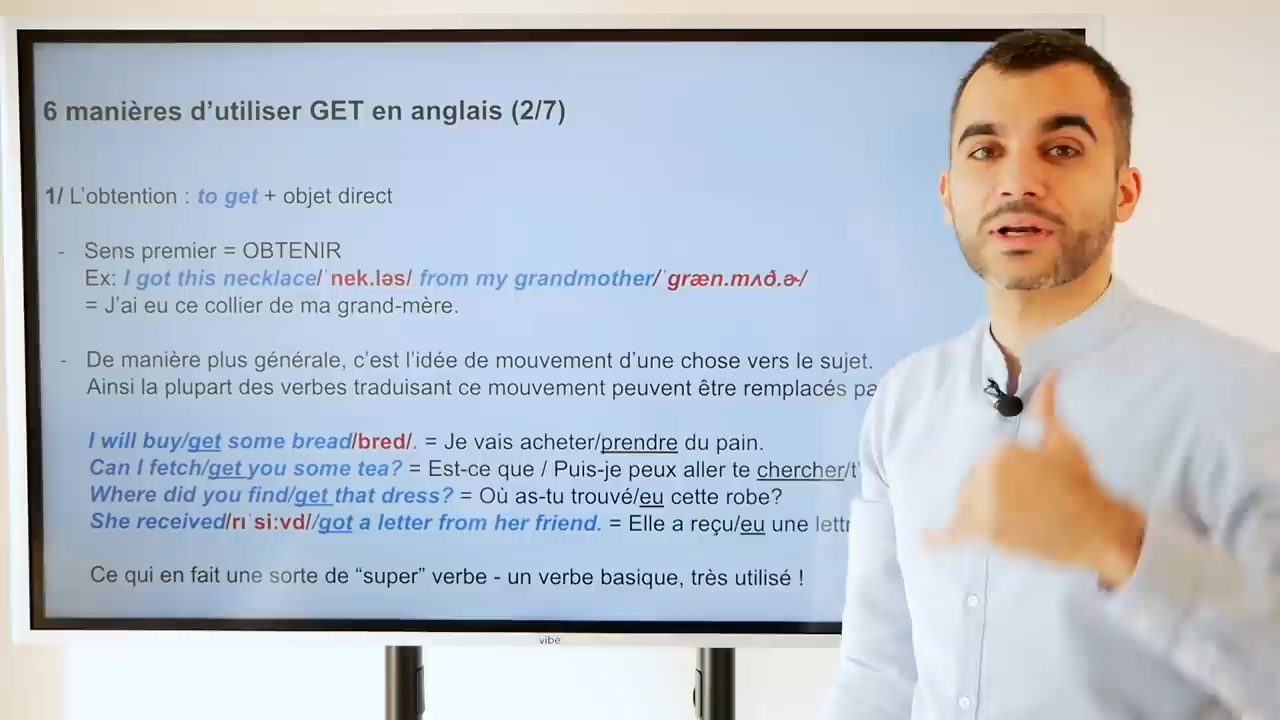 6 manières d'utiliser GET en anglais (2/7)
1/ L'obtention : to get + objet direct
- Sens premier = OBTENIR
Ex: I got this necklace/ˈnek.ləs/ from my grandmother/ˈɡræn.mʌð.ɚ/
= J'ai eu ce collier de ma grand-mère.
- De manière plus générale, c'est l'idée de mouvement d'une chose vers le sujet.
Ainsi la plupart des verbes traduisant ce mouvement peuvent être remplacés
I will buy/get some bread/bred/. = Je vais acheter/prendre du pain.
Can I fetch/get you some tea? = Est-ce que / Puis-je peux aller te chercher/t'
Where did you find/get that dress? = Où as-tu trouvé/eu cette robe?
She received/rɪˈsiːvd//got a letter from her friend. = Elle a reçu/eu une
Ce qui en fait une sorte de “super” verbe - un verbe basique, très utilisé !
vibe